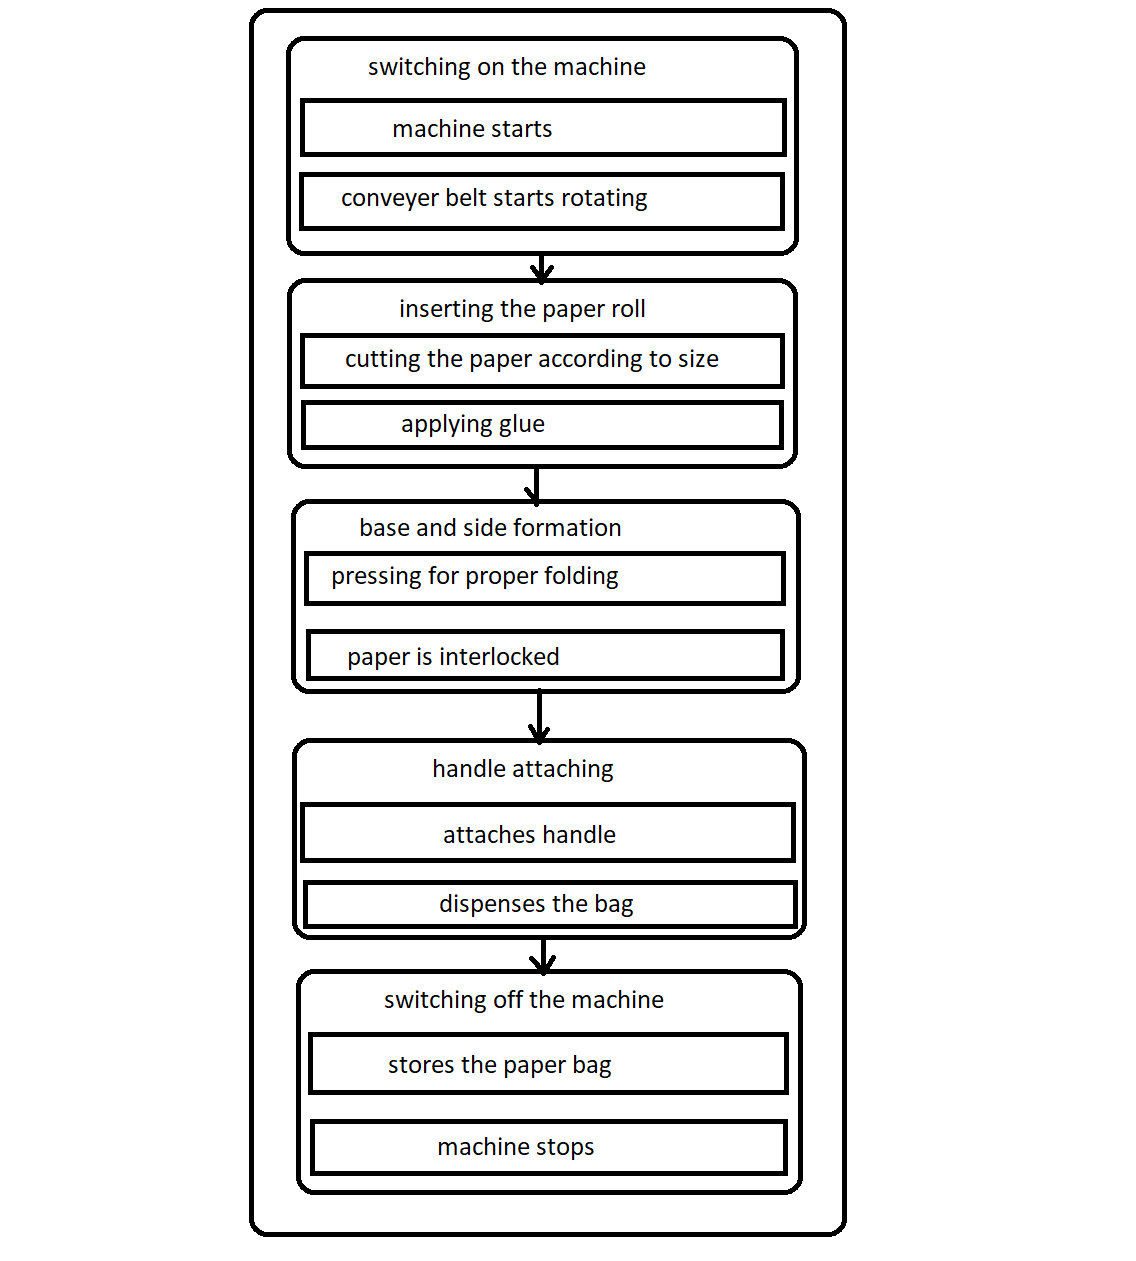 switching on the machine
machine starts
conveyer belt starts rotating
inserting the paper roll
cutting the paper according to size
applying glue
base and side formation
pressing for proper folding
paper is interlocked
handle attaching
attaches handle
dispenses the bag
switching off the machine
stores the paper bag
machine stops